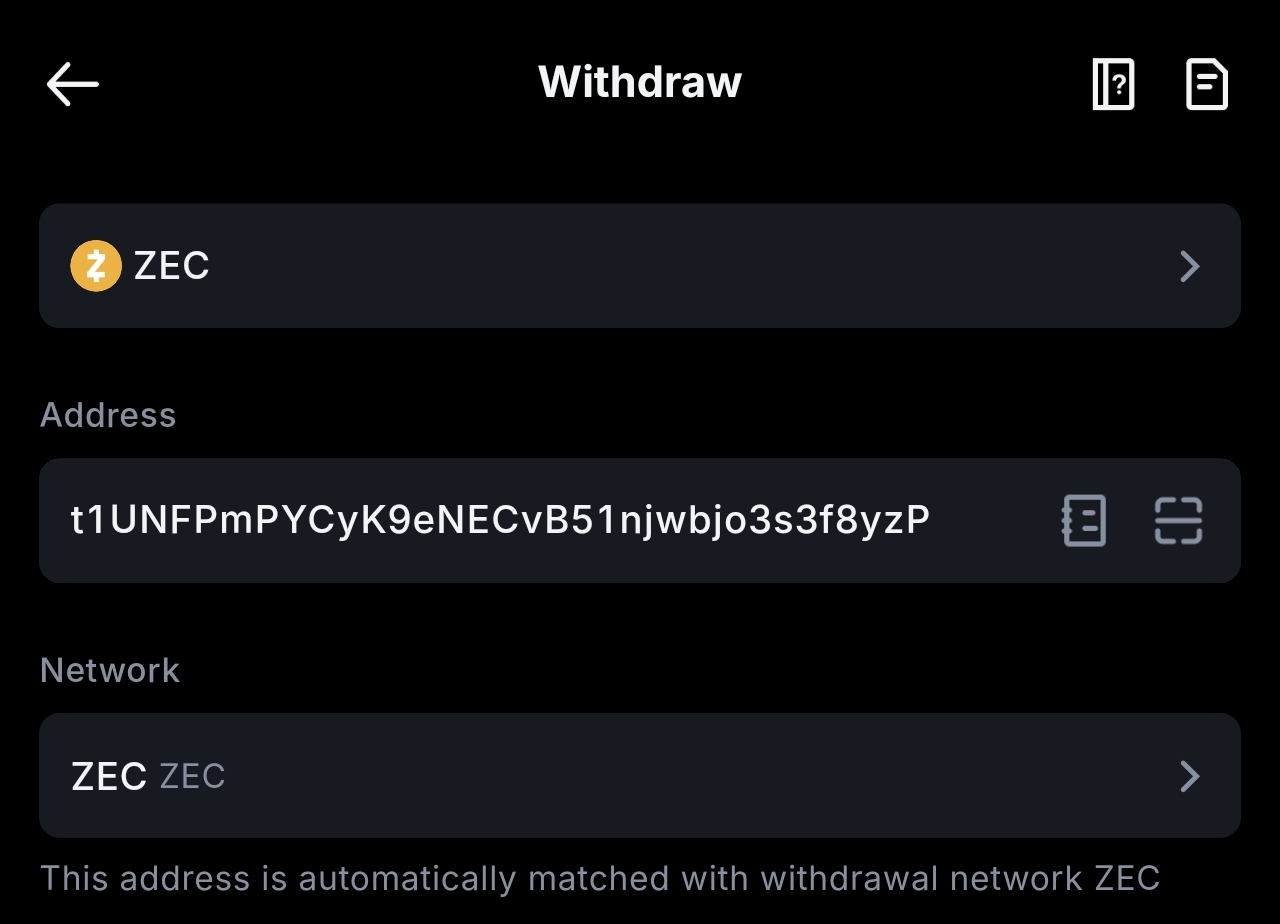 Withdraw
ZEC
Address
t1UNFPmPYCyK9eNECvB51njwbjo3s3f8yzP
Network
ZEC ZEC
This address is automatically matched with withdrawal network ZEC